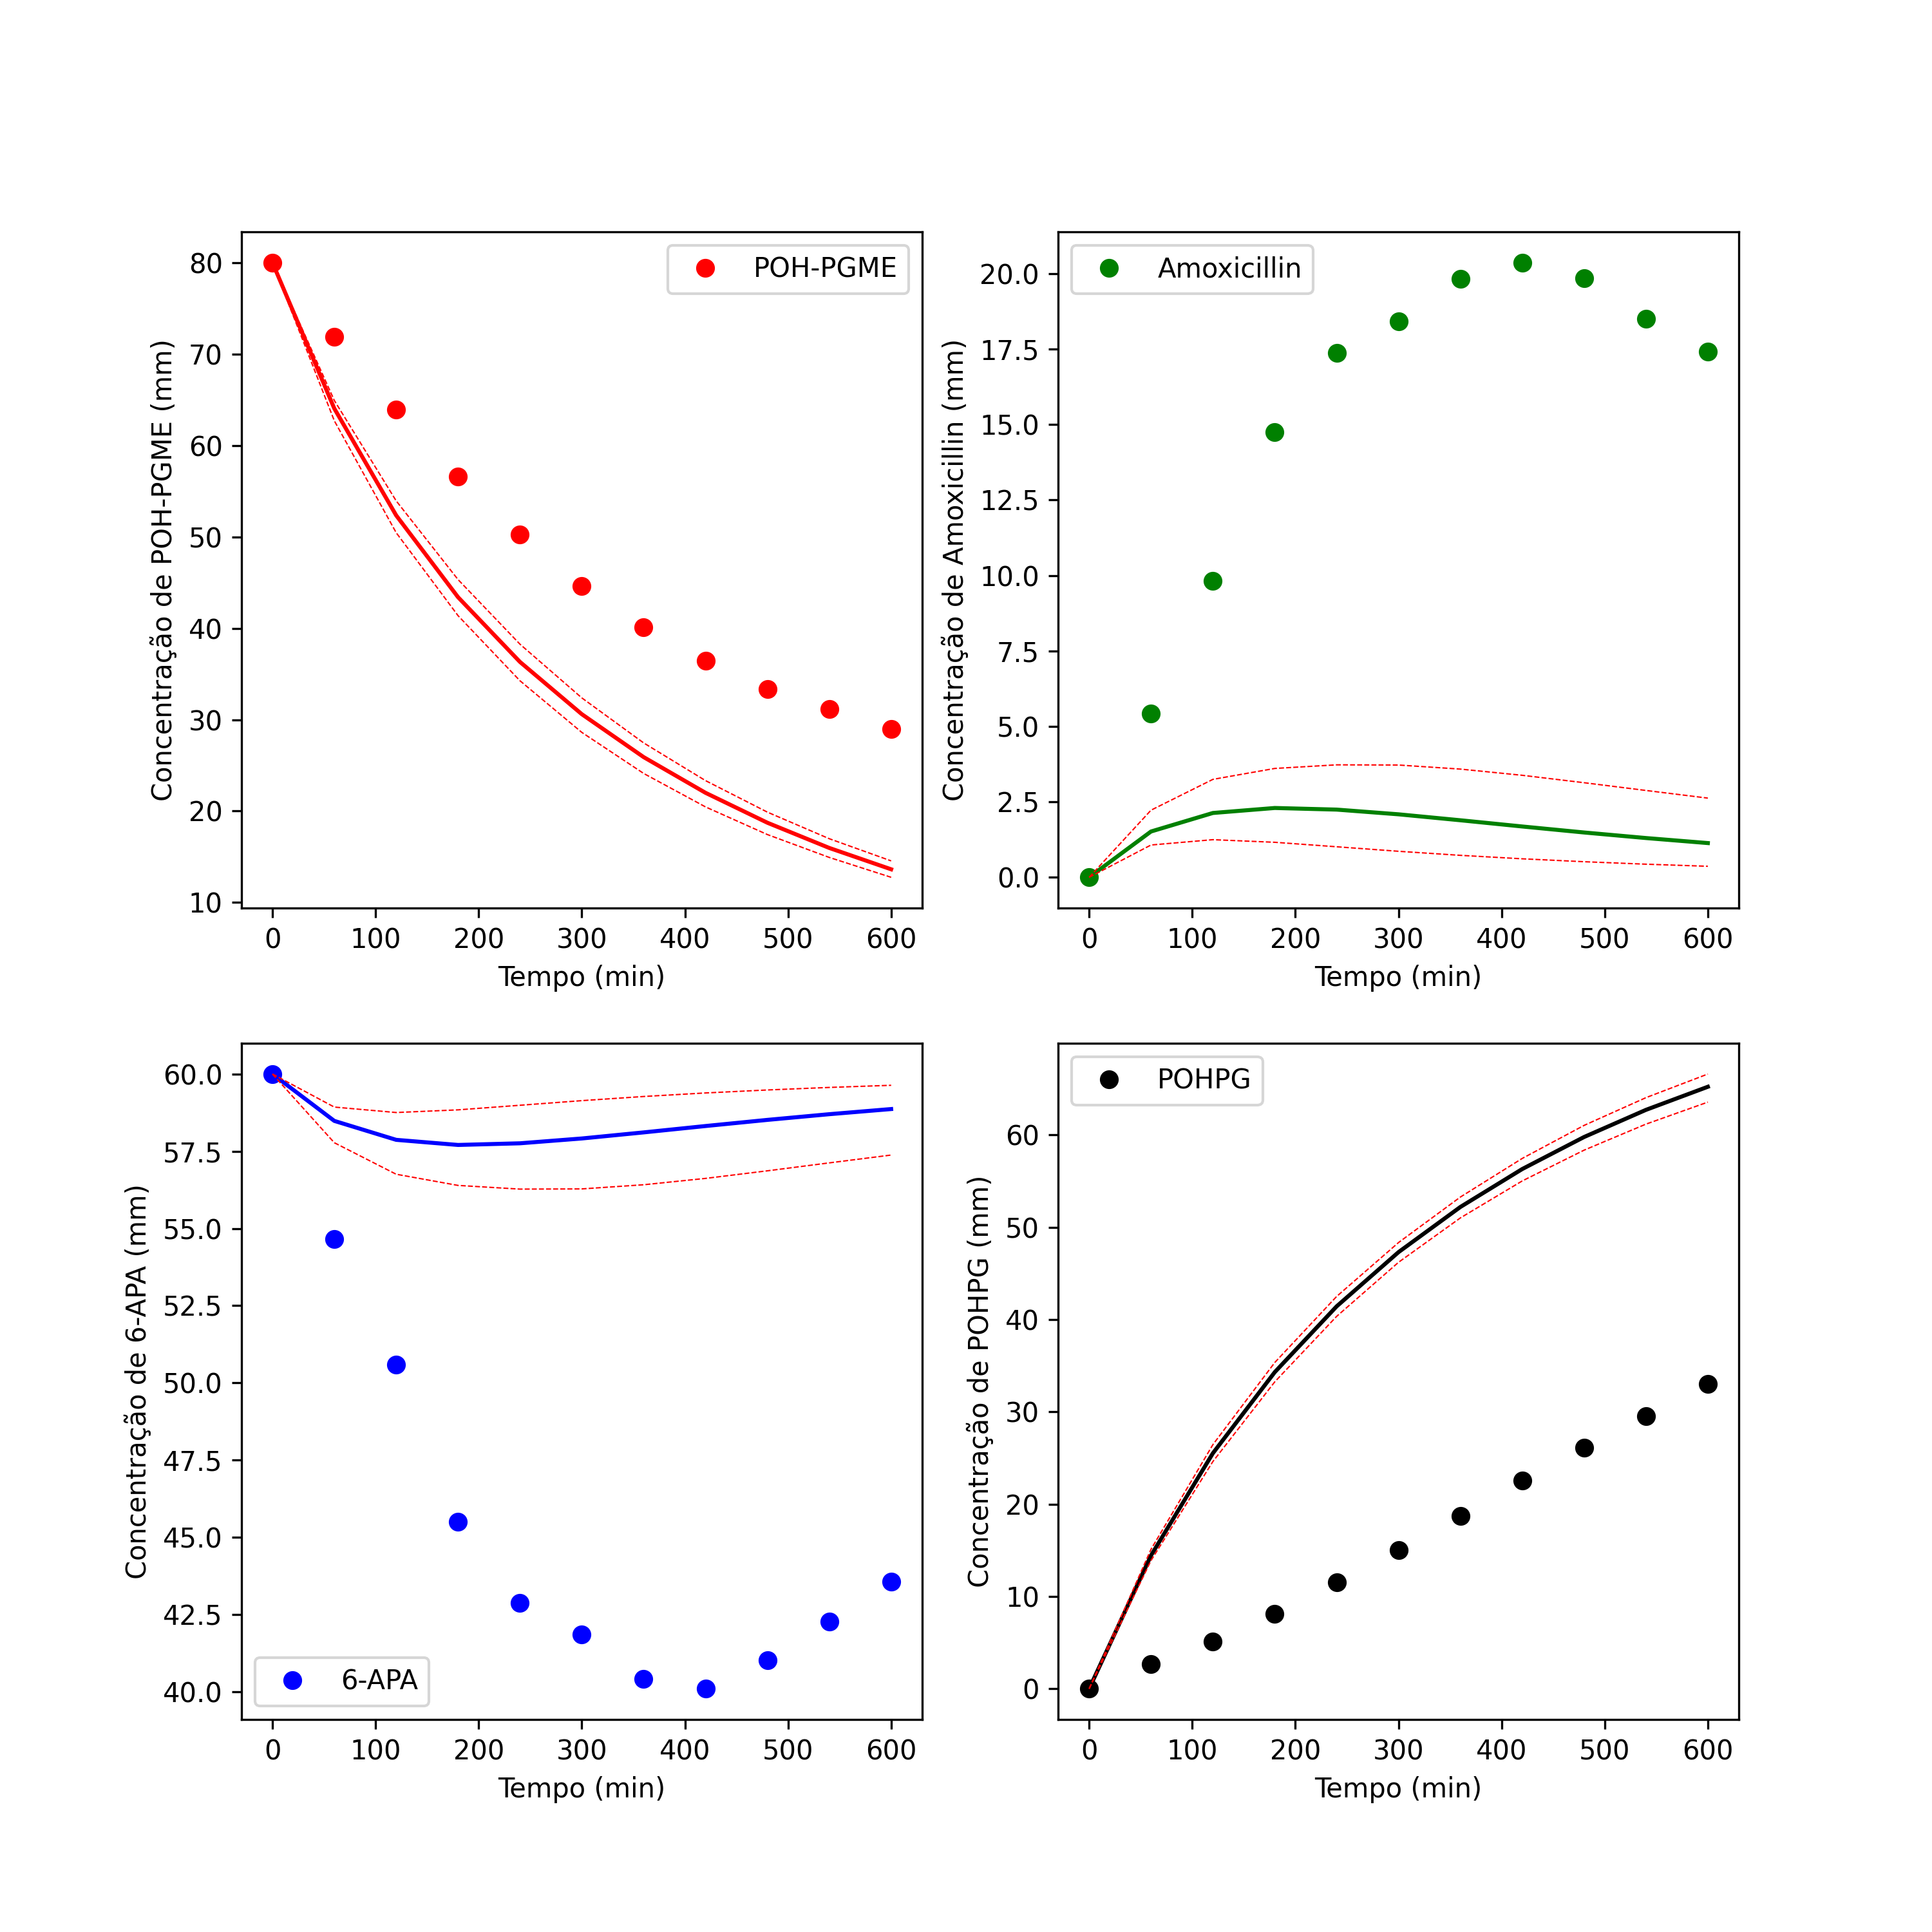 POH-PGME
Concentração de POH-PGME (mm)
80
70
60
50
40
30
20
10
0 100 200 300 400 500 600
Tempo (min)
Amoxicillin
Concentração de Amoxicillin (mm)
20.0
17.5
15.0
12.5
10.0
7.5
5.0
2.5
0.0
0 100 200 300 400 500 600
Tempo (min)
6-APA
Concentração de 6-APA (mm)
60.0
57.5
55.0
52.5
50.0
47.5
45.0
42.5
40.0
0 100 200 300 400 500 600
Tempo (min)
POHPG
Concentração de POHPG (mm)
60
50
40
30
20
10
0
0 100 200 300 400 500 600
Tempo (min)